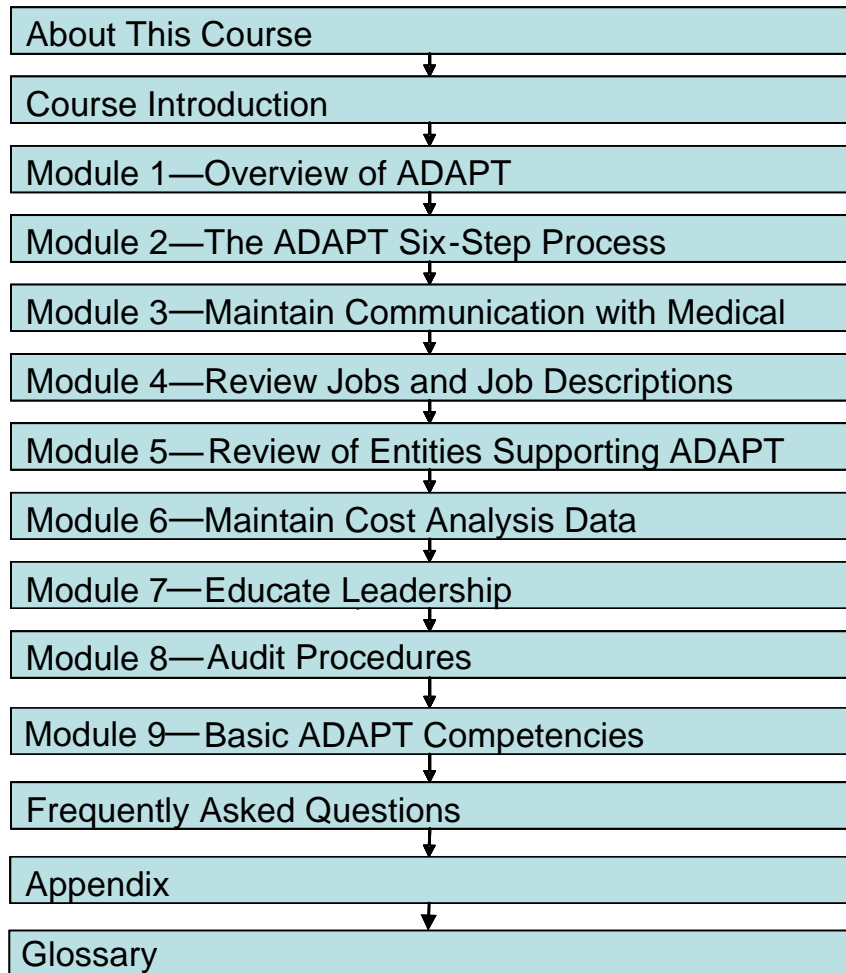 About This Course
Course Introduction
Module 1—Overview of ADAPT
Module 2—The ADAPT Six-Step Process
Module 3—Maintain Communication with Medical
Module 4—Review Jobs and Job Descriptions
Module 5—Review of Entities Supporting ADAPT
Module 6—Maintain Cost Analysis Data
Module 7—Educate Leadership
Module 8—Audit Procedures
Module 9—Basic ADAPT Competencies
Frequently Asked Questions
Appendix
Glossary